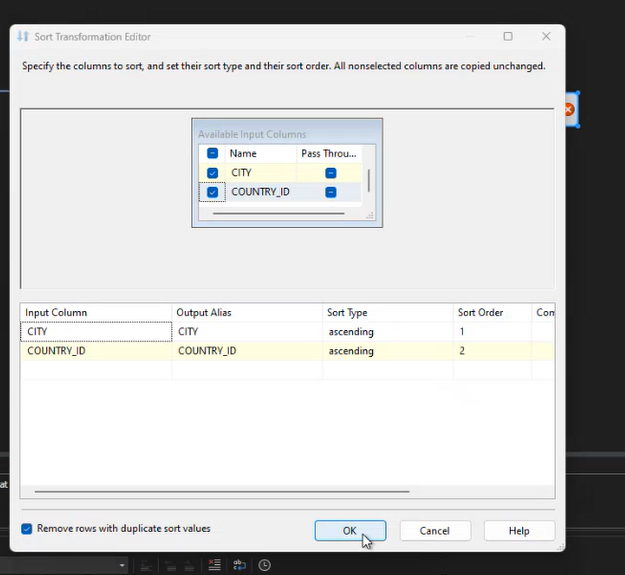 Sort Transformation Editor
Specify the columns to sort, and set their sort type and their sort order. All nonselected columns are copied unchanged.
Available Input Columns
Name Pass Throu...
CITY
COUNTRY_ID
Input Column Output Alias Sort Type Sort Order Com
CITY CITY ascending 1
COUNTRY_ID COUNTRY_ID ascending 2
at
Remove rows with duplicate sort values OK Cancel Help